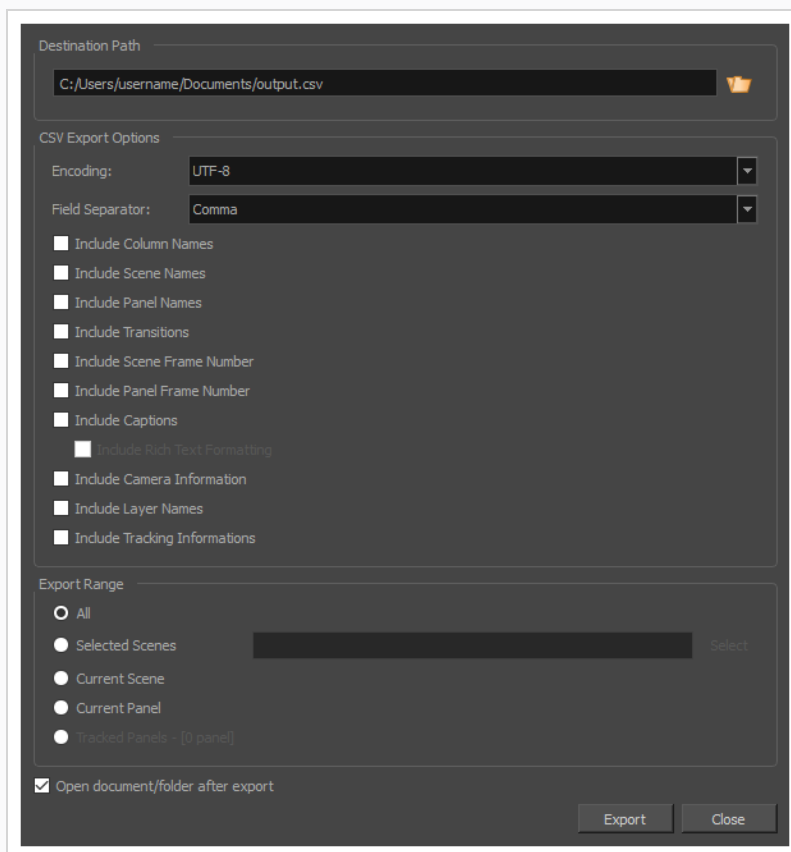 Destination Path
C:/Users/username/Documents/output.csv
CSV Export Options
Encoding: UTF-8
Field Separator: Comma
Include Column Names
Include Scene Names
Include Panel Names
Include Transitions
Include Scene Frame Number
Include Panel Frame Number
Include Captions
Include Rich Text Formatting
Include Camera Information
Include Layer Names
Include Tracking Informations
Export Range
All
Selected Scenes Select
Current Scene
Current Panel
Tracked Panels - [0 panel]
Open document/folder after export
Export Close